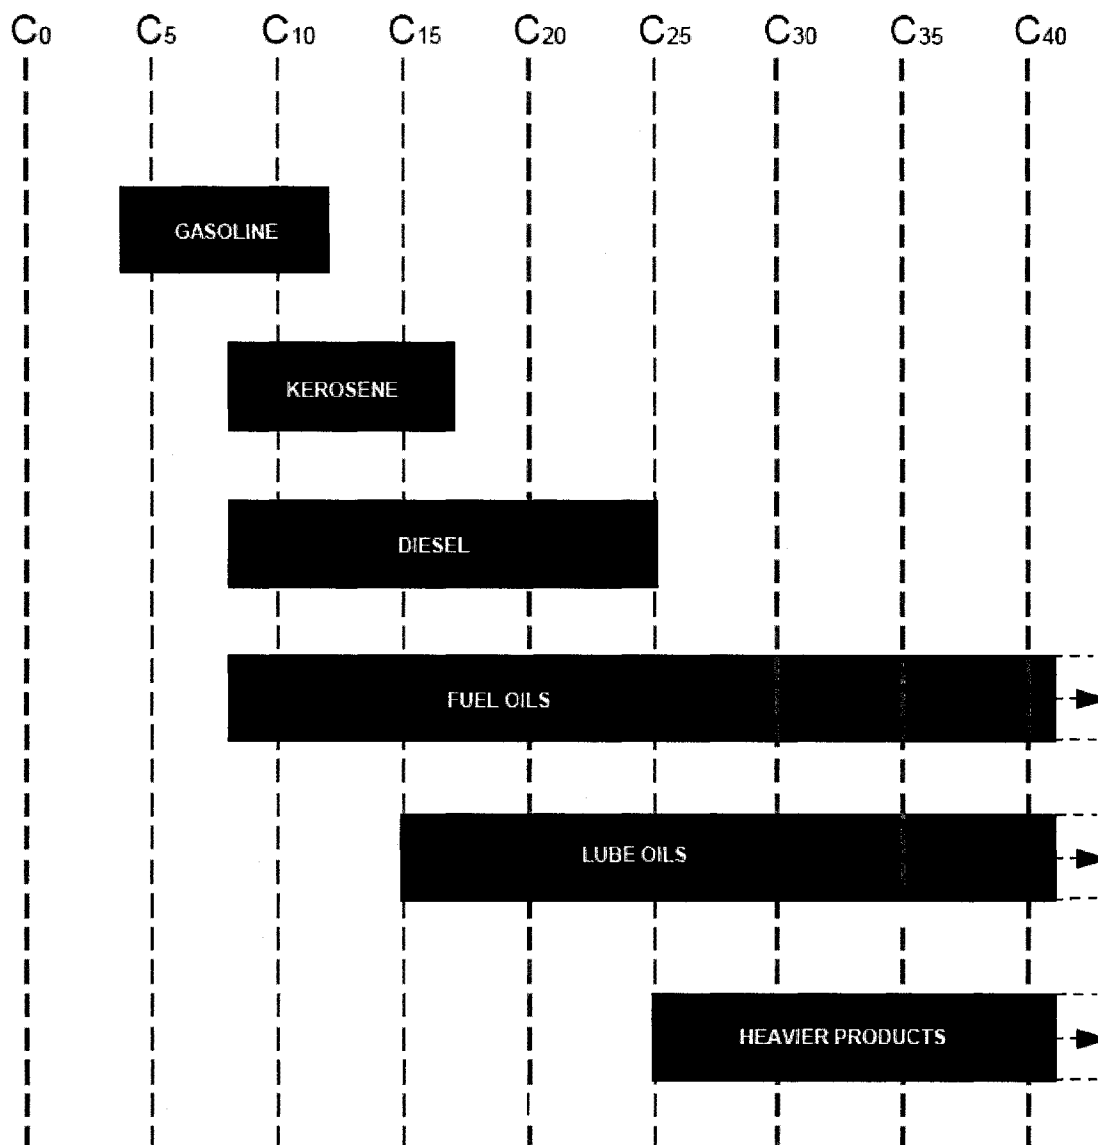 C0 C5 C10 C15 C20 C25 C30 C35 C40
GASOLINE
KEROSENE
DIESEL
FUEL OILS
LUBE OILS
HEAVIER PRODUCTS